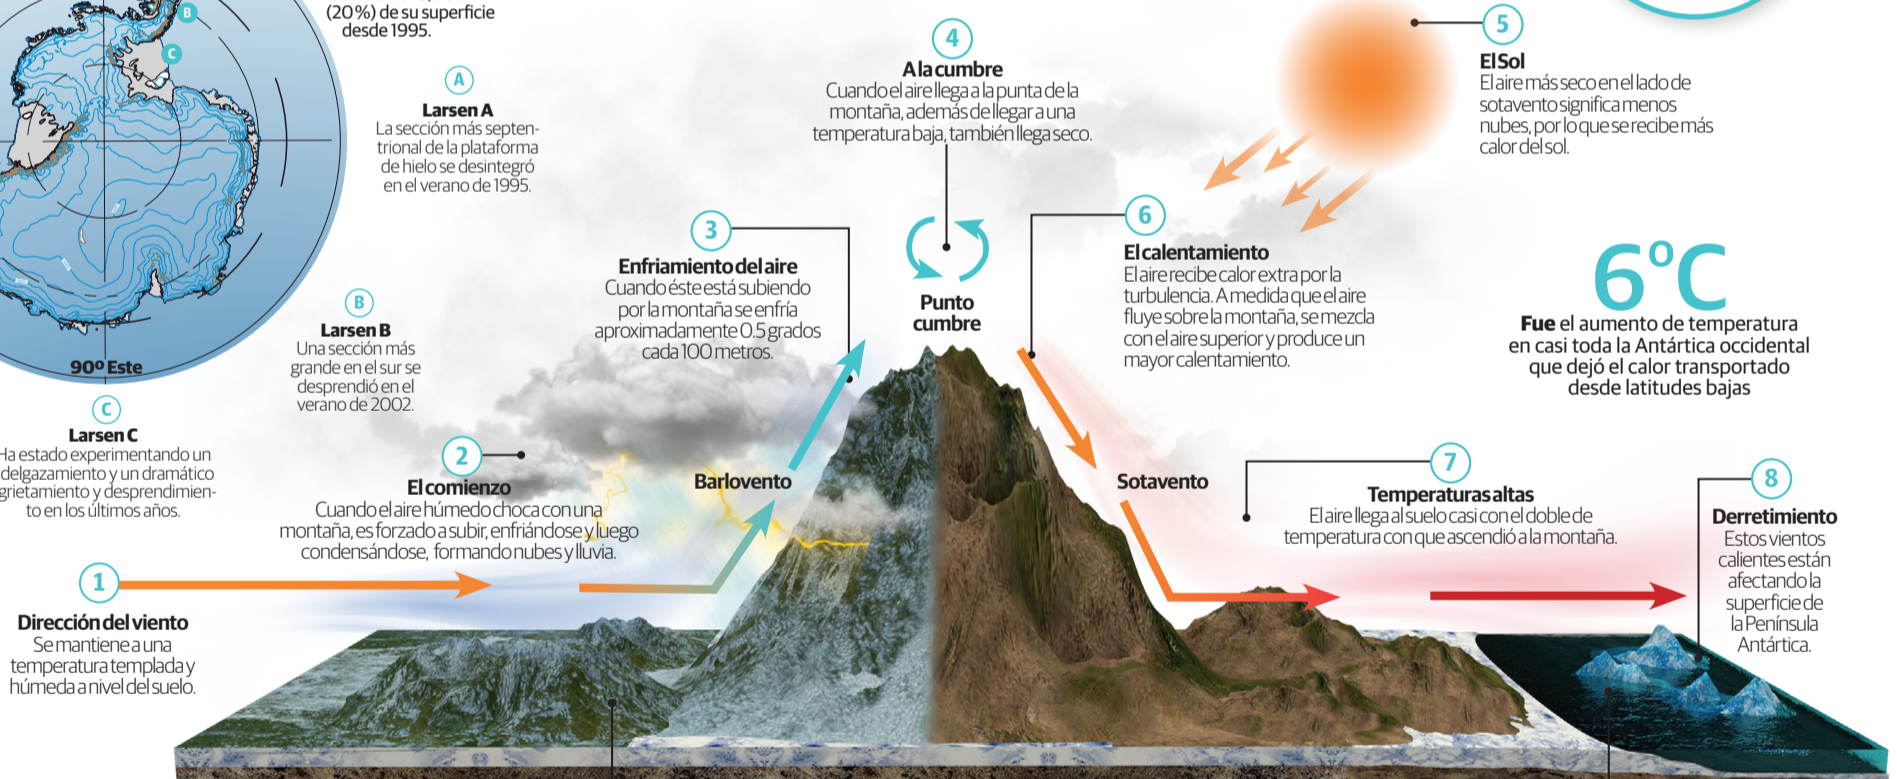 (20%) de su superficie
desde 1995.
B
C
90º Este
A
Larsen A
La sección más septen-
trional de la plataforma
de hielo se desintegró
en el verano de 1995.
B
Larsen B
Una sección más
grande en el sur se
desprendió en el
verano de 2002.
C
Larsen C
Ha estado experimentando un
delgazamiento y un dramático
grietamiento y desprendimien-
to en los últimos años.
1
Dirección del viento
Se mantiene a una
temperatura templada y
húmeda a nivel del suelo.
2
El comienzo
Cuando el aire húmedo choca con una
montaña, es forzado a subir, enfriándose y luego
condensándose, formando nubes y lluvia.
3
Enfriamiento del aire
Cuando éste está subiendo
por la montaña se enfría
aproximadamente 0.5 grados
cada 100 metros.
Barlovento
4
A la cumbre
Cuando el aire llega a la punta de la
montaña, además de llegar a una
temperatura baja, también llega seco.
Punto
cumbre
5
El Sol
El aire más seco en el lado de
sotavento significa menos
nubes, por lo que se recibe más
calor del sol.
6
El calentamiento
El aire recibe calor extra por la
turbulencia. A medida que el aire
fluye sobre la montaña, se mezcla
con el aire superior y produce un
mayor calentamiento.
Sotavento
6ºC
Fue el aumento de temperatura
en casi toda la Antártica occidental
que dejó el calor transportado
desde latitudes bajas
7
Temperaturas altas
El aire llega al suelo casi con el doble de
temperatura con que ascendió a la montaña.
8
Derretimiento
Estos vientos
calientes están
afectando la
superficie de
la Península
Antártica.